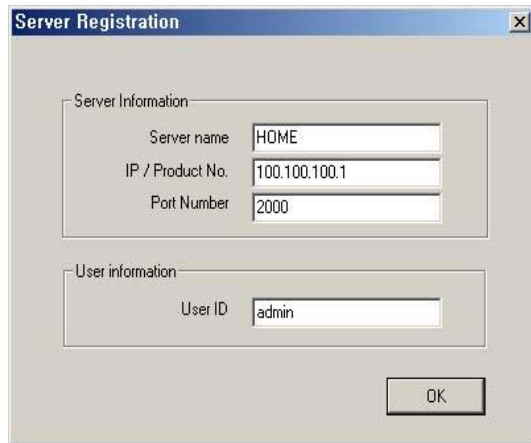 Server Registration
Server Information
Server name HOME
IP / Product No. 100.100.100.1
Port Number 2000
User information
User ID admin
OK